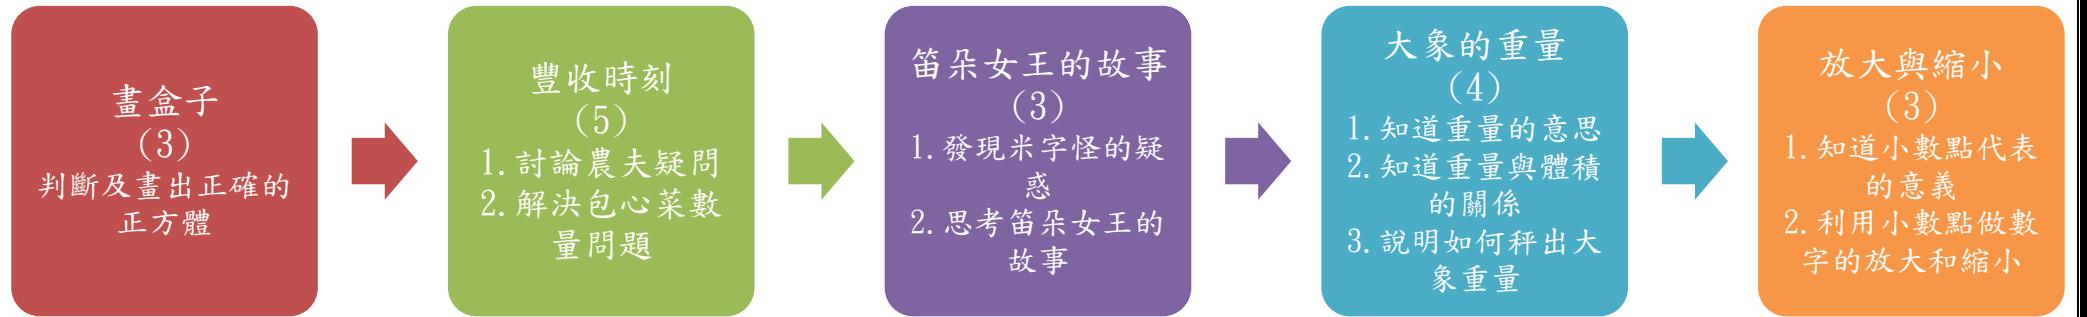 畫盒子
(3)
判斷及畫出正確的
正方體
豐收時刻
(5)
1.討論農夫疑問
2.解決包心菜數
量問題
笛朵女王的故事
(3)
1.發現米字怪的疑
惑
2.思考笛朵女王的
故事
大象的重量
(4)
1.知道重量的意思
2.知道重量與體積
的關係
3.說明如何秤出大
象重量
放大與縮小
(3)
1.知道小數點代表
的意義
2.利用小數點做數
字的放大和縮小